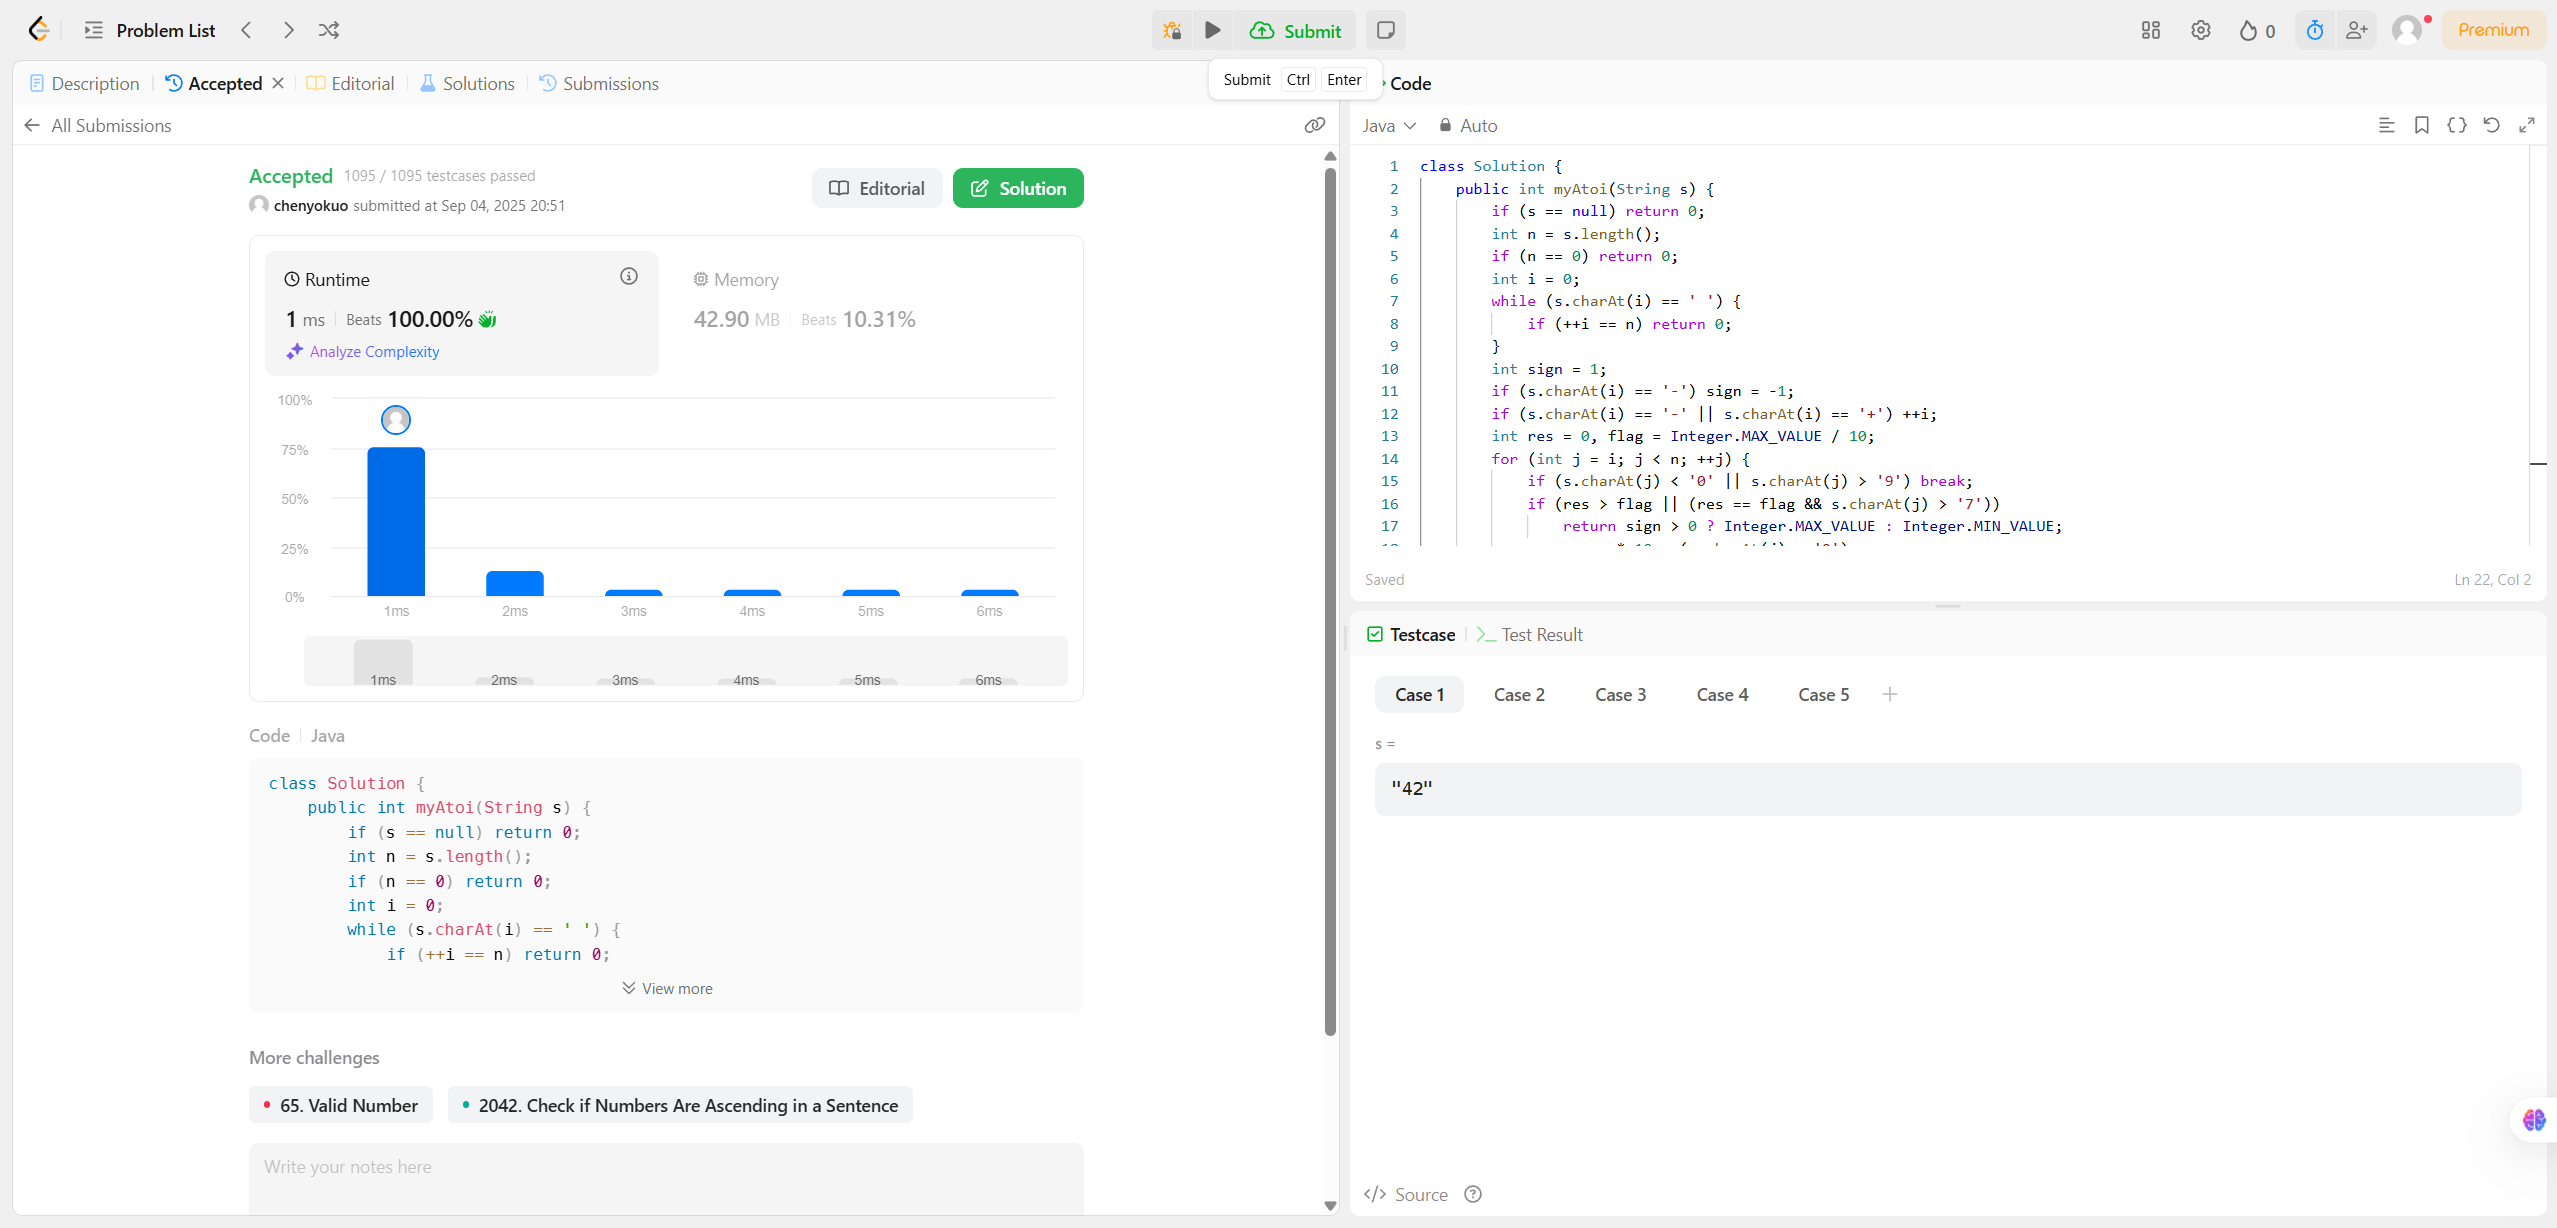 Problem List
Submit
0
Premium
Description
Accepted
Editorial
Solutions
Submissions
Submit Ctrl Enter
Code
All Submissions
Java
Auto
Accepted 1095 / 1095 testcases passed
chenyokuo submitted at Sep 04, 2025 20:51
Editorial
Solution
Runtime
1 ms Beats 100.00%
Analyze Complexity
Memory
42.90 MB Beats 10.31%
100%
75%
50%
25%
0%
1ms 2ms 3ms 4ms 5ms 6ms
1ms 2ms 3ms 4ms 5ms 6ms
Code Java
class Solution {
public int myAtoi(String s) {
if (s == null) return 0;
int n = s.length();
if (n == 0) return 0;
int i = 0;
while (s.charAt(i) == ' ') {
if (++i == n) return 0;
View more
More challenges
65. Valid Number
2042. Check if Numbers Are Ascending in a Sentence
Write your notes here
1 class Solution {
2 public int myAtoi(String s) {
3 if (s == null) return 0;
4 int n = s.length();
5 if (n == 0) return 0;
6 int i = 0;
7 while (s.charAt(i) == ' ') {
8 if (++i == n) return 0;
9 }
10 int sign = 1;
11 if (s.charAt(i) == '-') sign = -1;
12 if (s.charAt(i) == '-' || s.charAt(i) == '+') ++i;
13 int res = 0, flag = Integer.MAX_VALUE / 10;
14 for (int j = i; j < n; ++j) {
15 if (s.charAt(j) < '0' || s.charAt(j) > '9') break;
16 if (res > flag || (res == flag && s.charAt(j) > '7'))
17 return sign > 0 ? Integer.MAX_VALUE : Integer.MIN_VALUE;
Saved
Ln 22, Col 2
Testcase
Test Result
Case 1 Case 2 Case 3 Case 4 Case 5
s =
"42"
</> Source